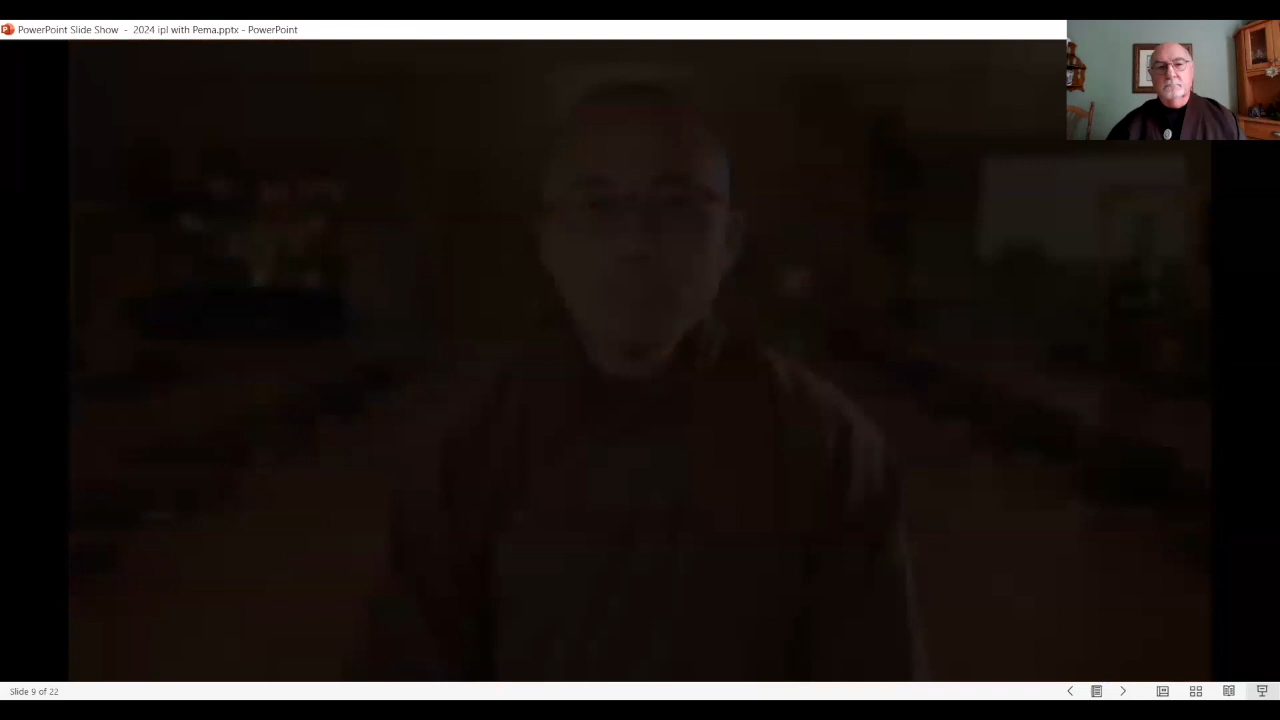 PowerPoint Slide Show - 2024 ipl with Pema.pptx - PowerPoint
Slide 9 of 22